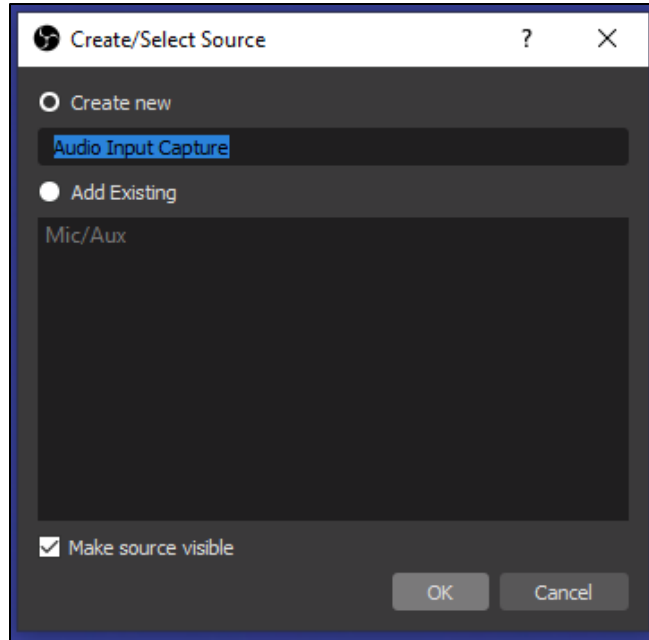 Create/Select Source ?
Create new
Audio Input Capture
Add Existing
Mic/Aux
Make source visible
OK Cancel